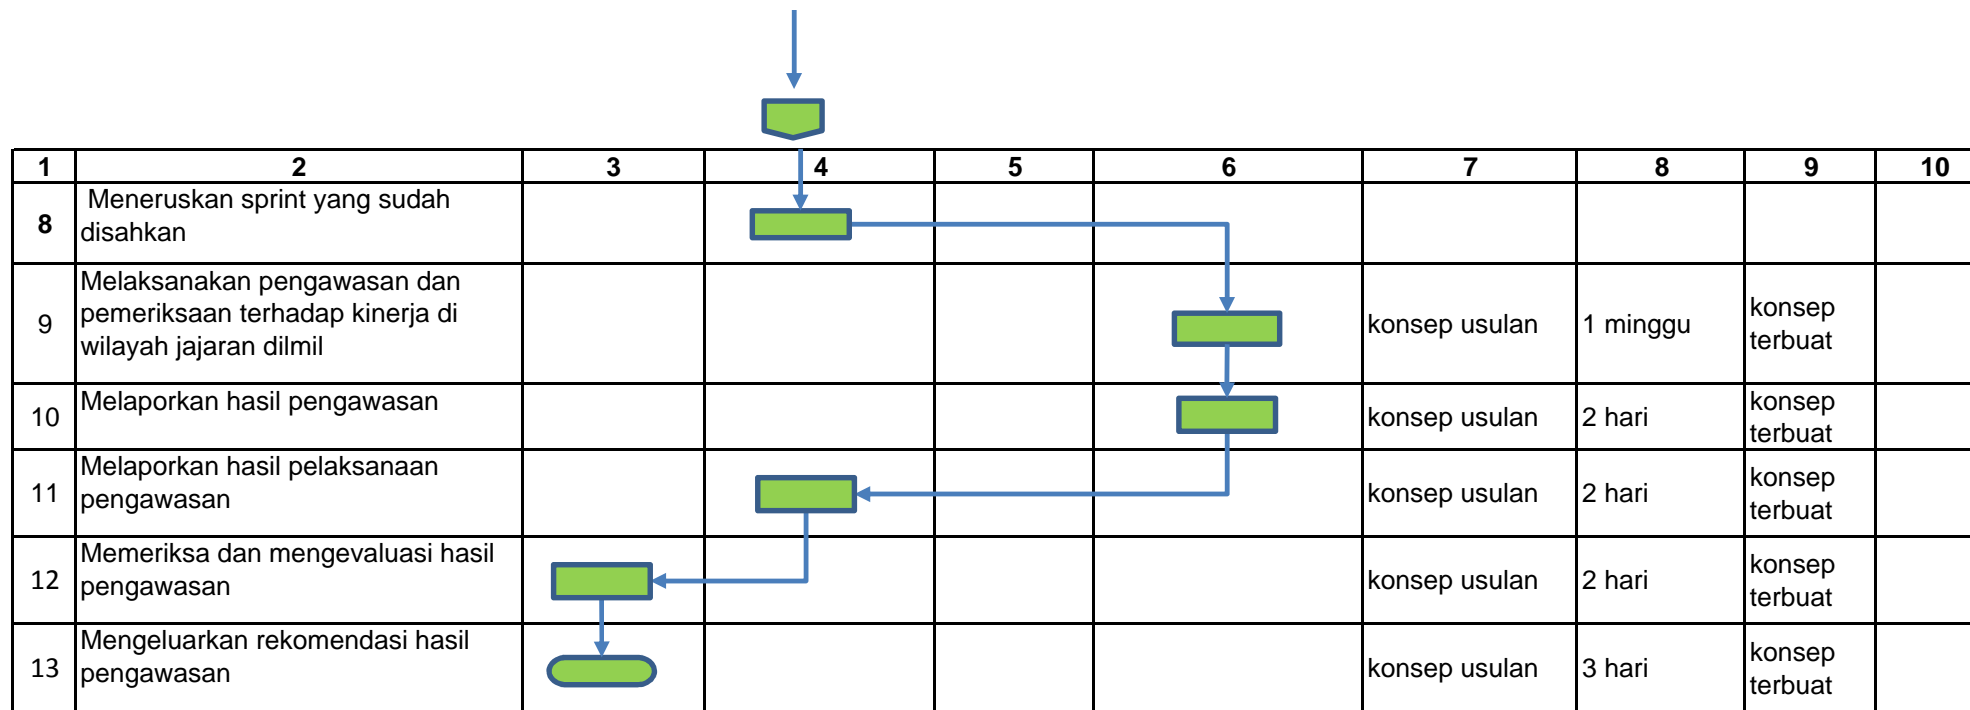 1 2 3 4 5 6 7 8 9 10
8 Meneruskan sprint yang sudah
disahkan
Melaksanakan pengawasan dan
9 pemeriksaan terhadap kinerja di konsep usulan 1 minggu konsep
wilayah jajaran dilmil terbuat
10 Melaporkan hasil pengawasan konsep usulan 2 hari konsep
terbuat
11 Melaporkan hasil pelaksanaan konsep usulan 2 hari konsep
pengawasan terbuat
12 Memeriksa dan mengevaluasi hasil konsep usulan 2 hari konsep
pengawasan terbuat
13 Mengeluarkan rekomendasi hasil konsep usulan 3 hari konsep
pengawasan terbuat